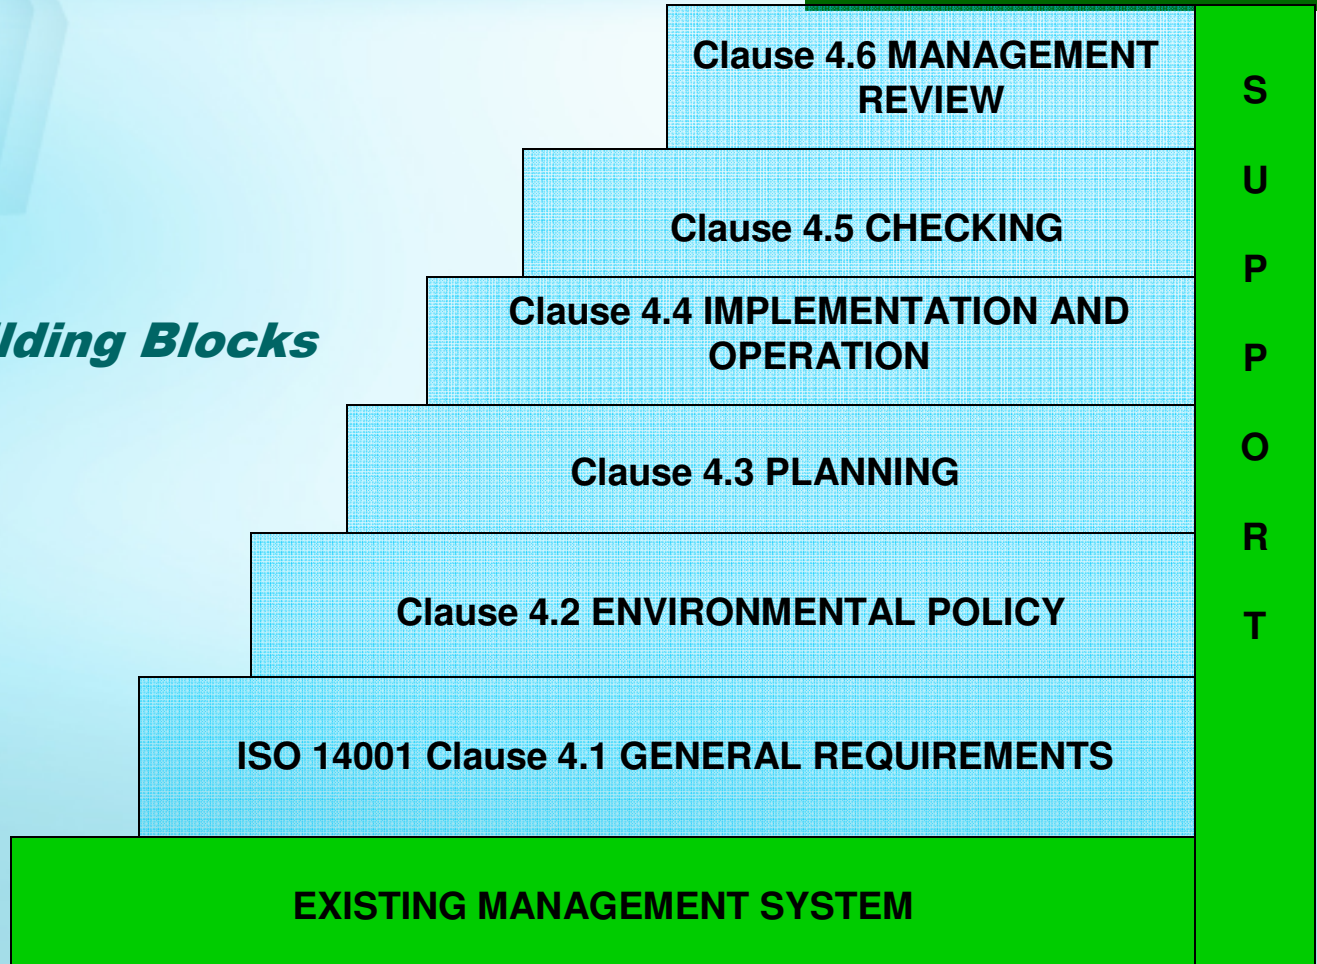 Clause 4.6 MANAGEMENT
REVIEW
Clause 4.5 CHECKING
Clause 4.4 IMPLEMENTATION AND
OPERATION
Blocks
Clause 4.3 PLANNING
Clause 4.2 ENVIRONMENTAL POLICY
ISO 14001 Clause 4.1 GENERAL REQUIREMENTS
EXISTING MANAGEMENT SYSTEM
S
U
P
P
O
R
T